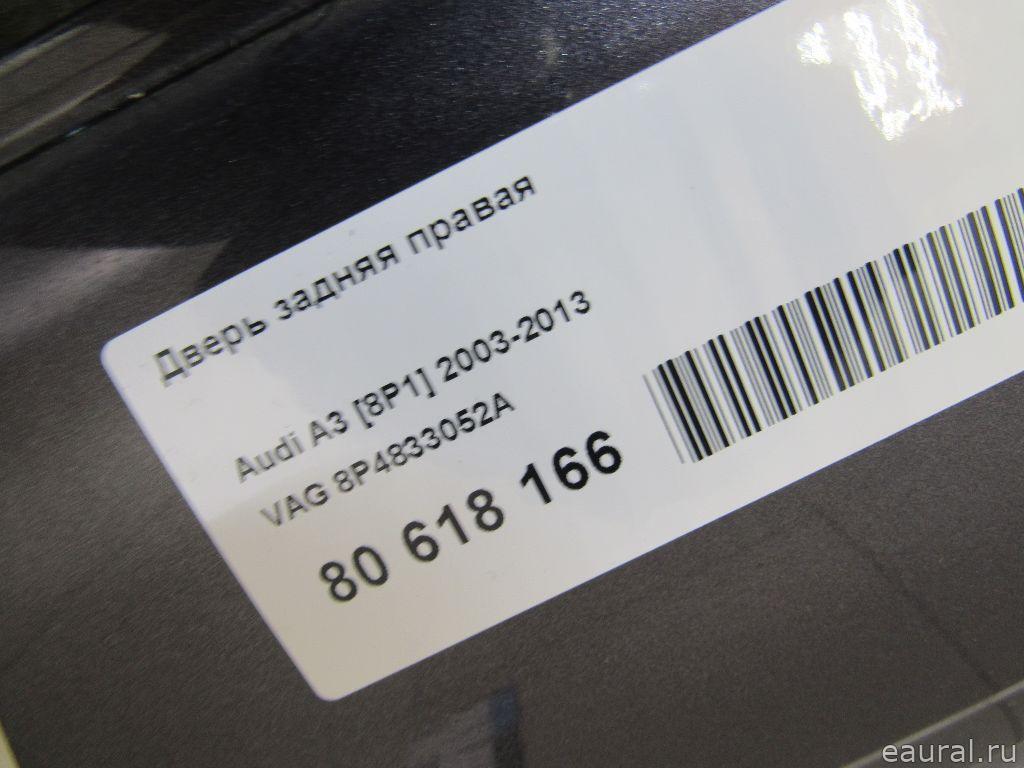 Дверь задняя правая
Audi A3 [8P1] 2003-2013
VAG 8P4833052A
80 618 166
eaural.ru